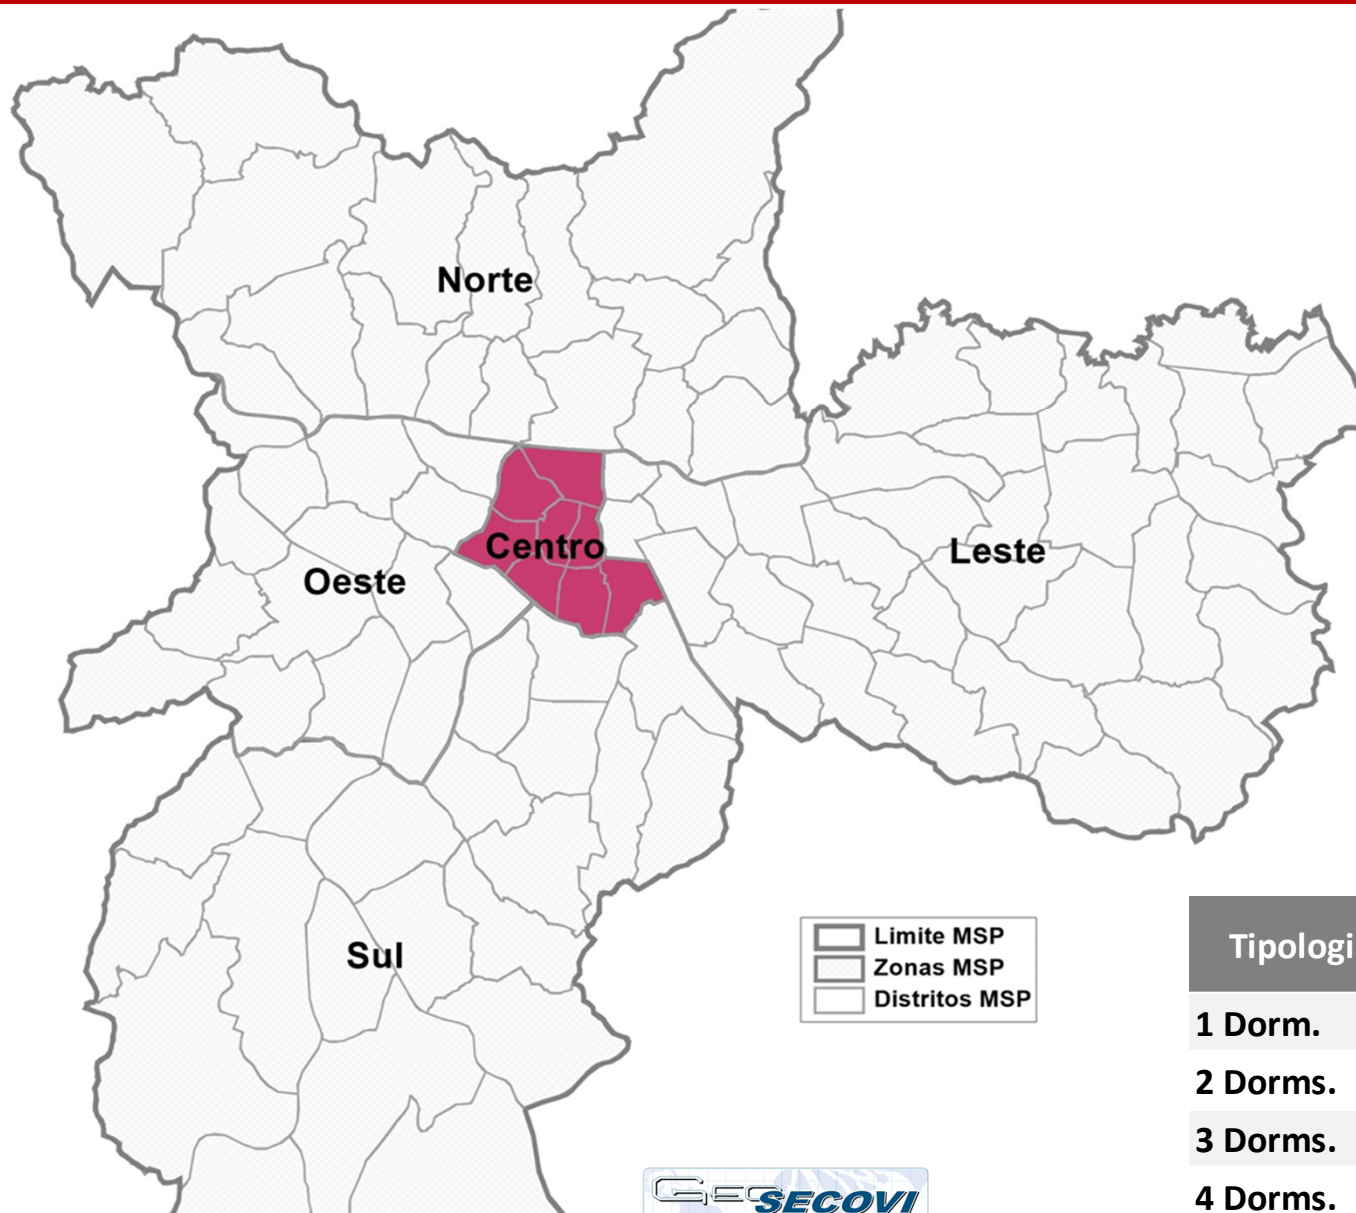 Norte
Centro
Leste
Oeste
Sul
Limite MSP
Zonas MSP
Distritos MSP
Tipologi
1 Dorm.
2 Dorms.
3 Dorms.
4 Dorms.
GEO SECOVI